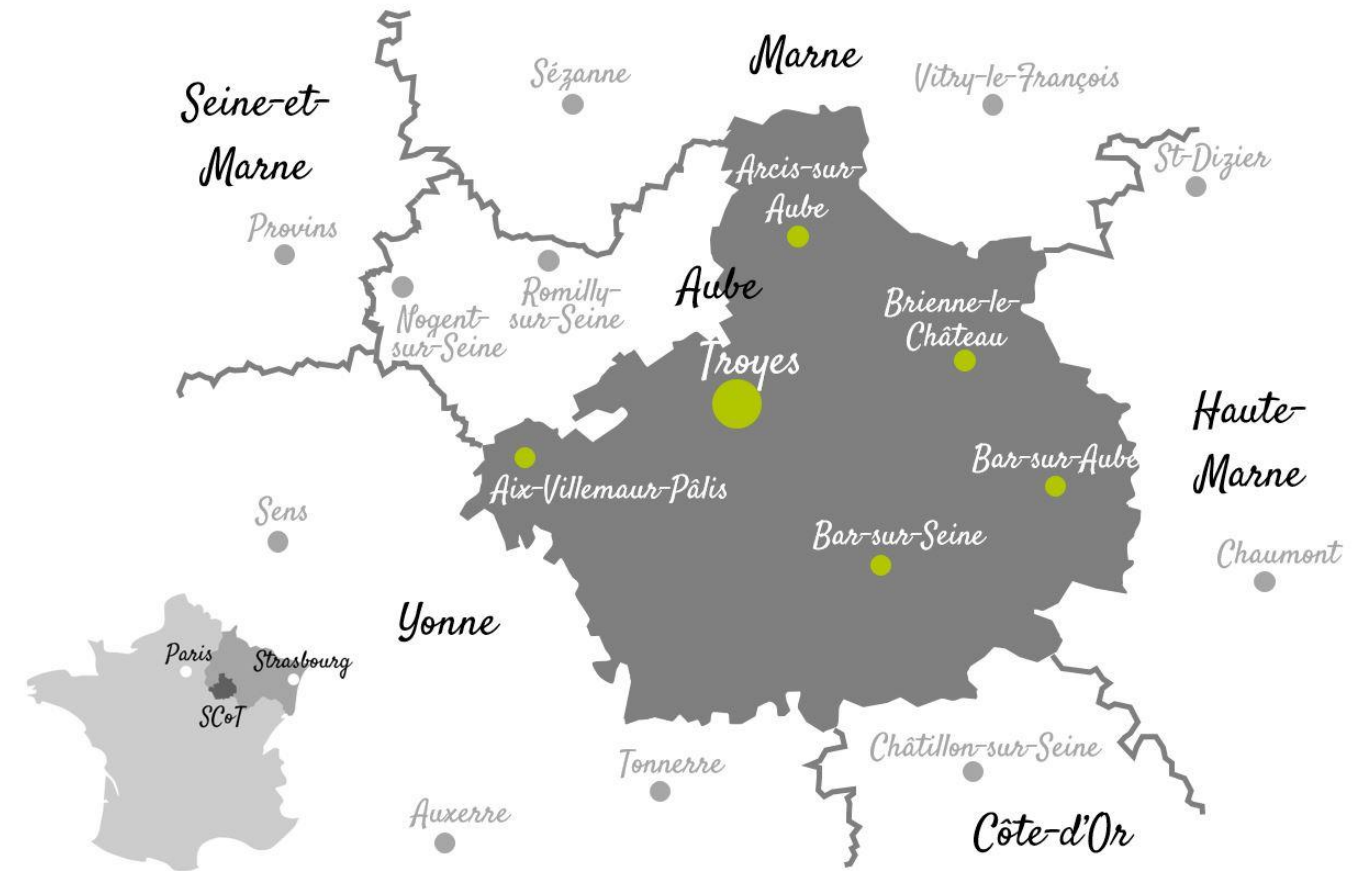 Marne
Sézanne
Vitry-le-François
Seine-et-
Marne
St-Dizier
Arcis-sur-
Aube
Provins
Aube
Romilly-
sur-Seine
Nogent-
sur-Seine
Brienne-le-
Château
Troyes
Haute-
Marne
Bar-sur-Aube
Aix-Villemaur-Pâlis
Sens
Bar-sur-Seine
Chaumont
Yonne
Paris
Strasbourg
SCoT
Châtillon-sur-Seine
Tonnerre
Auxerre
Côte-d'Or